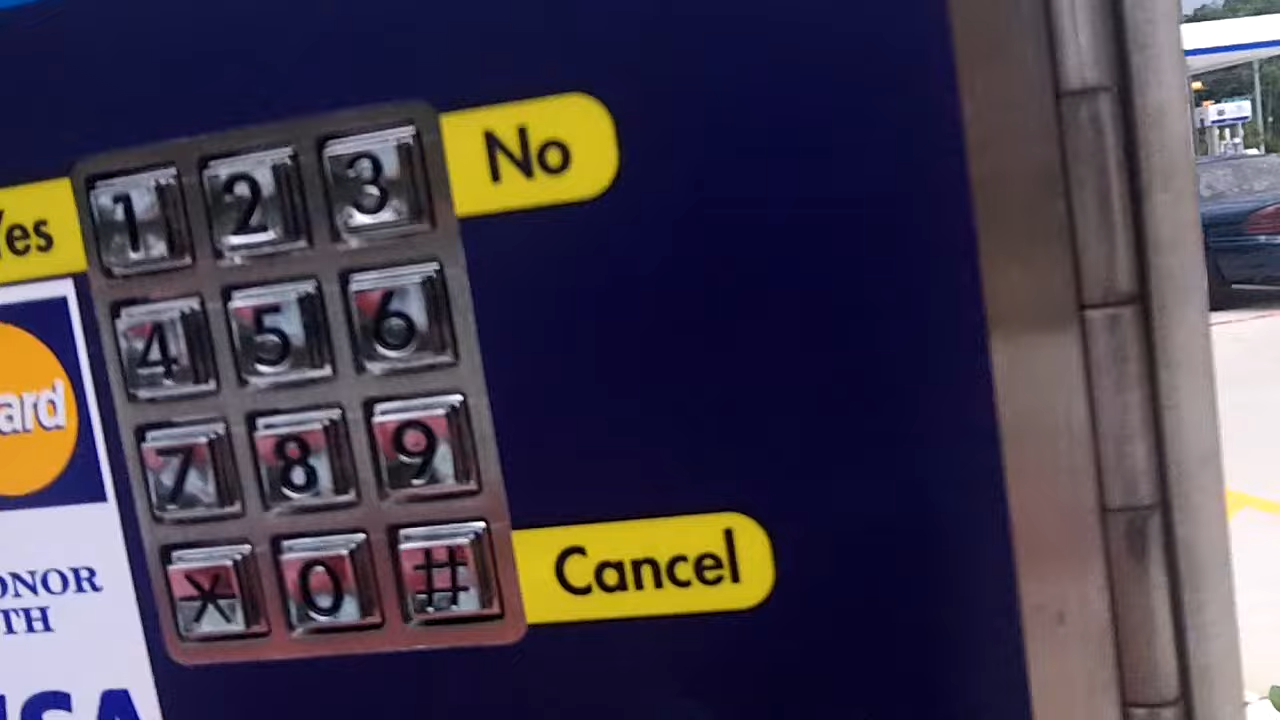 Yes 1 2 3 No
4 5 6
7 8 9
* 0 # Cancel
ard
ONOR
TH
ISA